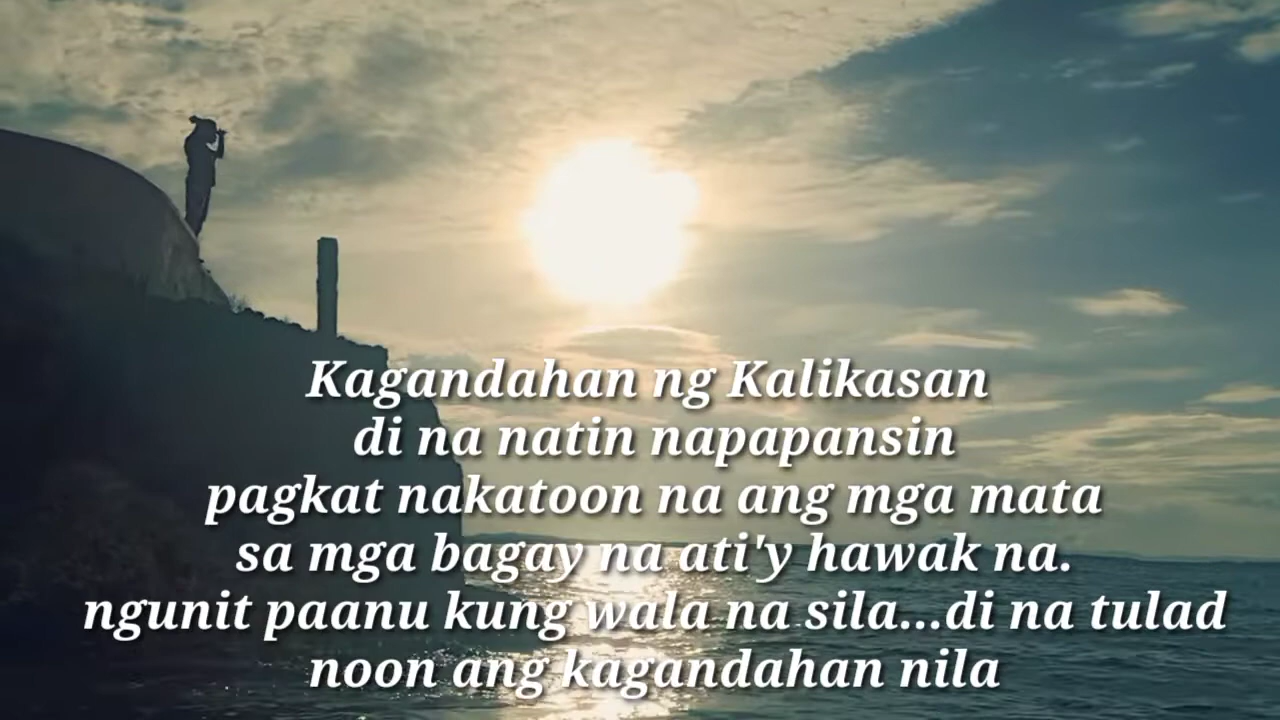 Kagandahan ng Kalikasan
di na natin napapansin
pagkat nakatoon na ang mga mata
sa mga bagay na ati'y hawak na.
ngunit paanu kung wala na sila...di na tulad
noon ang kagandahan nila